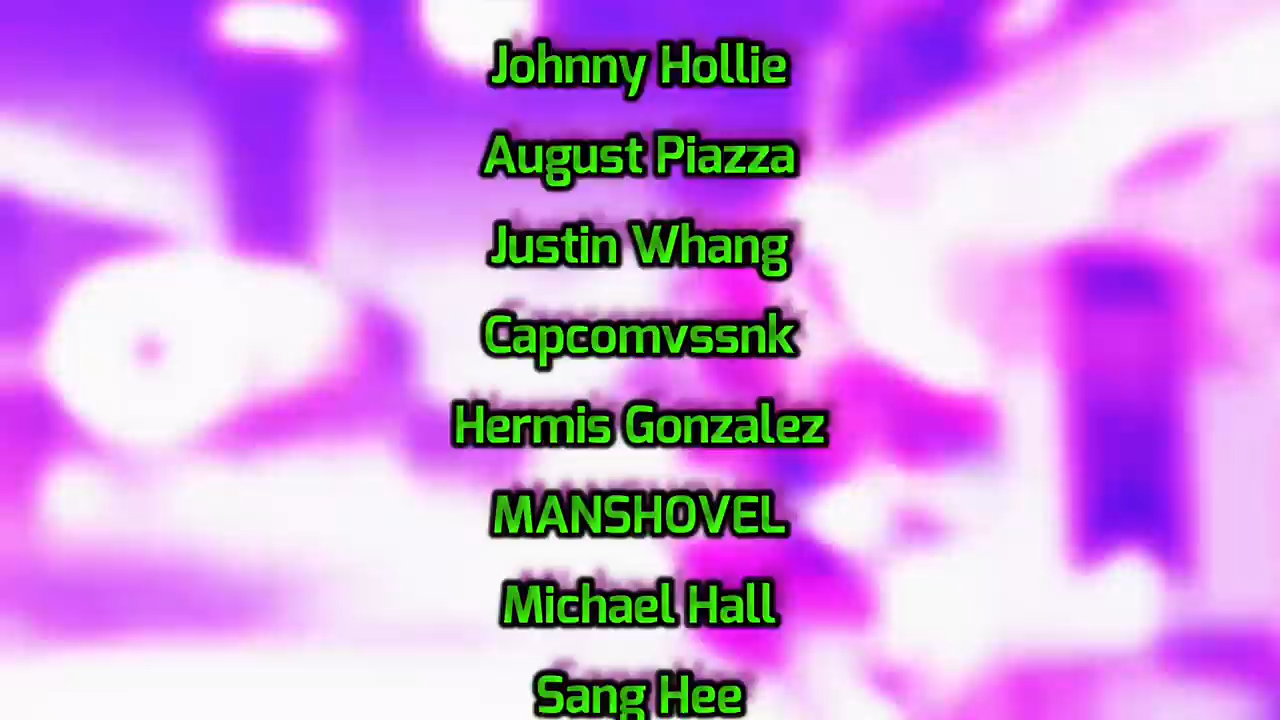 Johnny Hollie
August Piazza
Justin Whang
Capcomvssnk
Hermis Gonzalez
MANSHOVEL
Michael Hall
Sang Hee